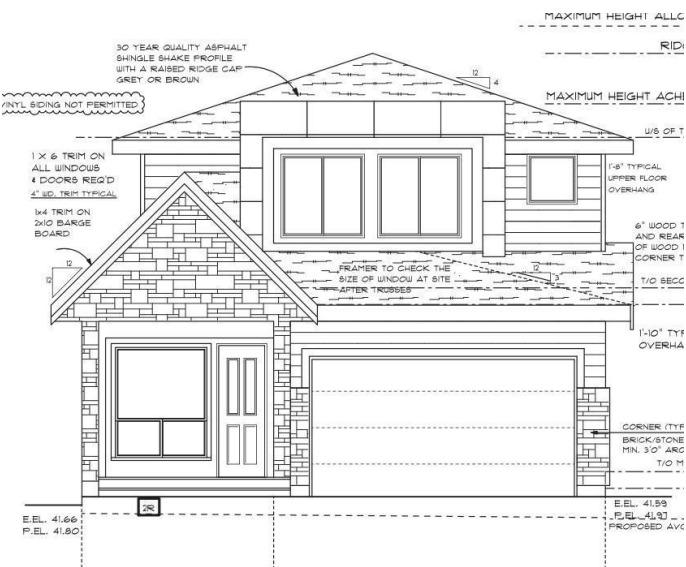 MAXIMUM HEIGHT ALLO
RIDG
30 YEAR QUALITY ASPHALT
SHINGLE SHAKE PROFILE
WITH A RAISED RIDGE CAP
GREY OR BROWN
12
4
MAXIMUM HEIGHT ACHI
VINYL SIDING NOT PERMITTED
U/S OF T
1 X 6 TRIM ON
ALL WINDOWS
& DOORS REQ'D
4" WD. TRIM TYPICAL
1x4 TRIM ON
2x10 BARGE
BOARD
1'-8" TYPICAL
UPPER FLOOR
OVERHANG
6" WOOD T
AND REAR
OF WOOD
CORNER T
12
12
FRAMER TO CHECK THE
SIZE OF WINDOW AT SITE
AFTER TRUSSES
12
3
T/O SECO
1'-10" TYP
OVERHA
CORNER (TYP
BRICK/STONE
MIN. 3'0" ARO
T/O M
2R
E.EL. 41.66
P.EL. 41.80
E.EL. 41.59
P.EL. 41.97
PROPOSED AVG